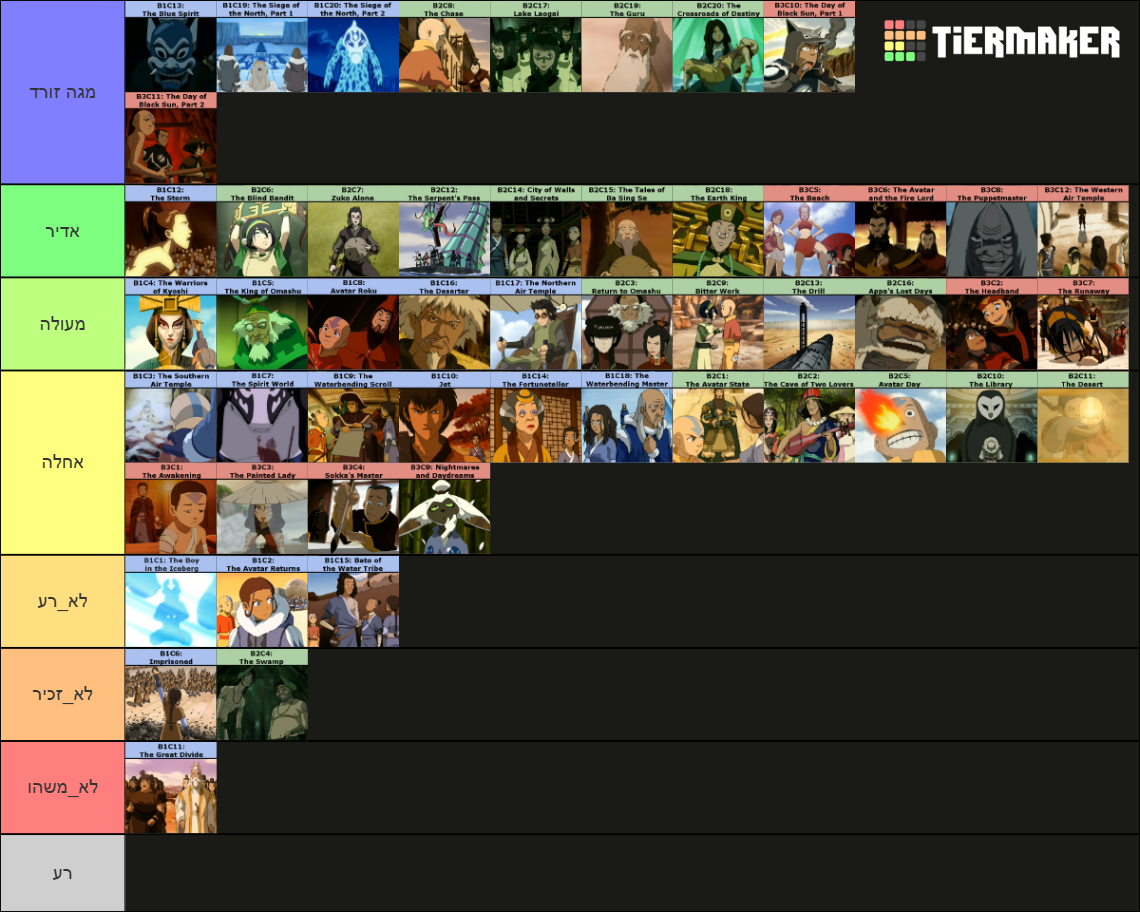 מגה זורד
B1C13:
The Blue Spirit
B1C19: The Siege of
the North, Part 1
B1C20: The Siege of
the North, Part 2
B2C8:
The Chase
B2C17:
Lake Laogai
B2C19:
The Guru
B2C20: The
Crossroads of Destiny
B3C10: The Day of
Black Sun, Part 1
TiERMAKER
B3C11: The Day of
Black Sun, Part 2
אדיר
B1C12:
The Storm
B2C6:
The Blind Bandit
B2C7:
Zuko Alone
B2C12:
The Serpent's Pass
B2C14: City of Walls
and Secrets
B2C15: The Tales of
Ba Sing Se
B2C18:
The Earth King
B3C5:
The Beach
B3C6: The Avatar
and the Fire Lord
B3C8:
The Puppetmaster
B3C12: The Western
Air Temple
מעולה
B1C4: The Warriors
of Kyoshi
B1C5:
The King of Omashu
B1C8:
Avatar Roku
B1C16:
The Deserter
B1C17: The Northern
Air Temple
B2C3:
Return to Omashu
B2C9:
Bitter Work
B2C13:
The Drill
B2C16:
Appa's Lost Days
B3C2:
The Headband
B3C7:
The Runaway
אחלה
B1C3: The Southern
Air Temple
B1C7:
The Spirit World
B1C9: The
Waterbending Scroll
B1C10:
Jet
B1C14:
The Fortuneteller
B1C18: The
Waterbending Master
B2C1:
The Avatar State
B2C2:
The Cave of Two Lovers
B2C5:
Avatar Day
B2C10:
The Library
B2C11:
The Desert
B3C1:
The Awakening
B3C3:
The Painted Lady
B3C4:
Sokka's Master
B3C9: Nightmares
and Daydreams
לא_רע
B1C1: The Boy
in the Iceberg
B1C2:
The Avatar Returns
B1C15: Bato of
the Water Tribe
לא_זכיר
B1C6:
Imprisoned
B2C4:
The Swamp
לא_משהו
B1C11:
The Great Divide
רע